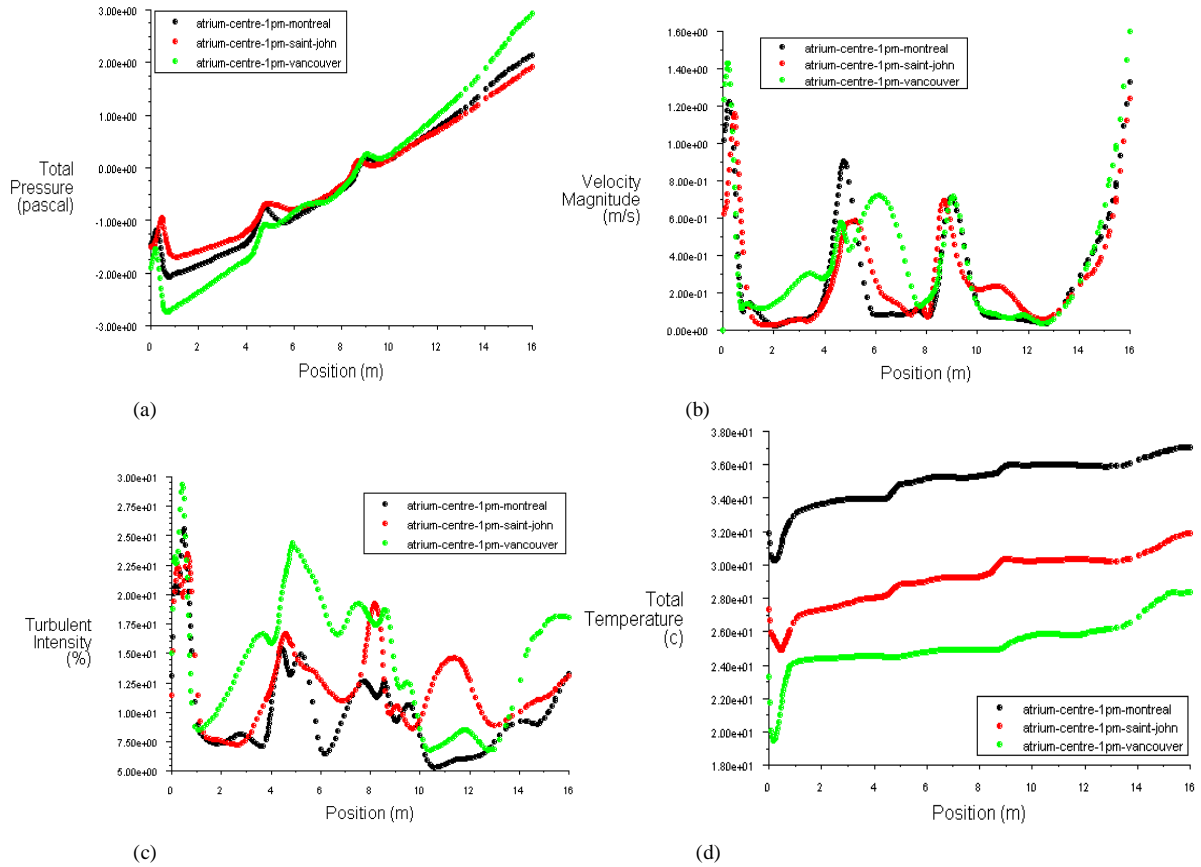 3.00e+00
2.00e+00
1.00e+00
0.00e+00
-1.00e+00
-2.00e+00
-3.00e+00
Total
Pressure
(pascal)
atrium-centre-1pm-montreal
atrium-centre-1pm-saint-john
atrium-centre-1pm-vancouver
0 2 4 6 8 10 12 14 16
Position (m)
(a)
1.60e+00
1.40e+00
1.20e+00
1.00e+00
8.00e-01
6.00e-01
4.00e-01
2.00e-01
0.00e+00
Velocity
Magnitude
(m/s)
atrium-centre-1pm-montreal
atrium-centre-1pm-saint-john
atrium-centre-1pm-vancouver
0 2 4 6 8 10 12 14 16
Position (m)
(b)
3.00e+01
2.75e+01
2.50e+01
2.25e+01
2.00e+01
1.75e+01
1.50e+01
1.25e+01
1.00e+01
7.50e+00
5.00e+00
Turbulent
Intensity
(%)
atrium-centre-1pm-montreal
atrium-centre-1pm-saint-john
atrium-centre-1pm-vancouver
0 2 4 6 8 10 12 14 16
Position (m)
(c)
3.80e+01
3.60e+01
3.40e+01
3.20e+01
3.00e+01
2.80e+01
2.60e+01
2.40e+01
2.20e+01
2.00e+01
1.80e+01
Total
Temperature
(c)
atrium-centre-1pm-montreal
atrium-centre-1pm-saint-john
atrium-centre-1pm-vancouver
0 2 4 6 8 10 12 14 16
Position (m)
(d)